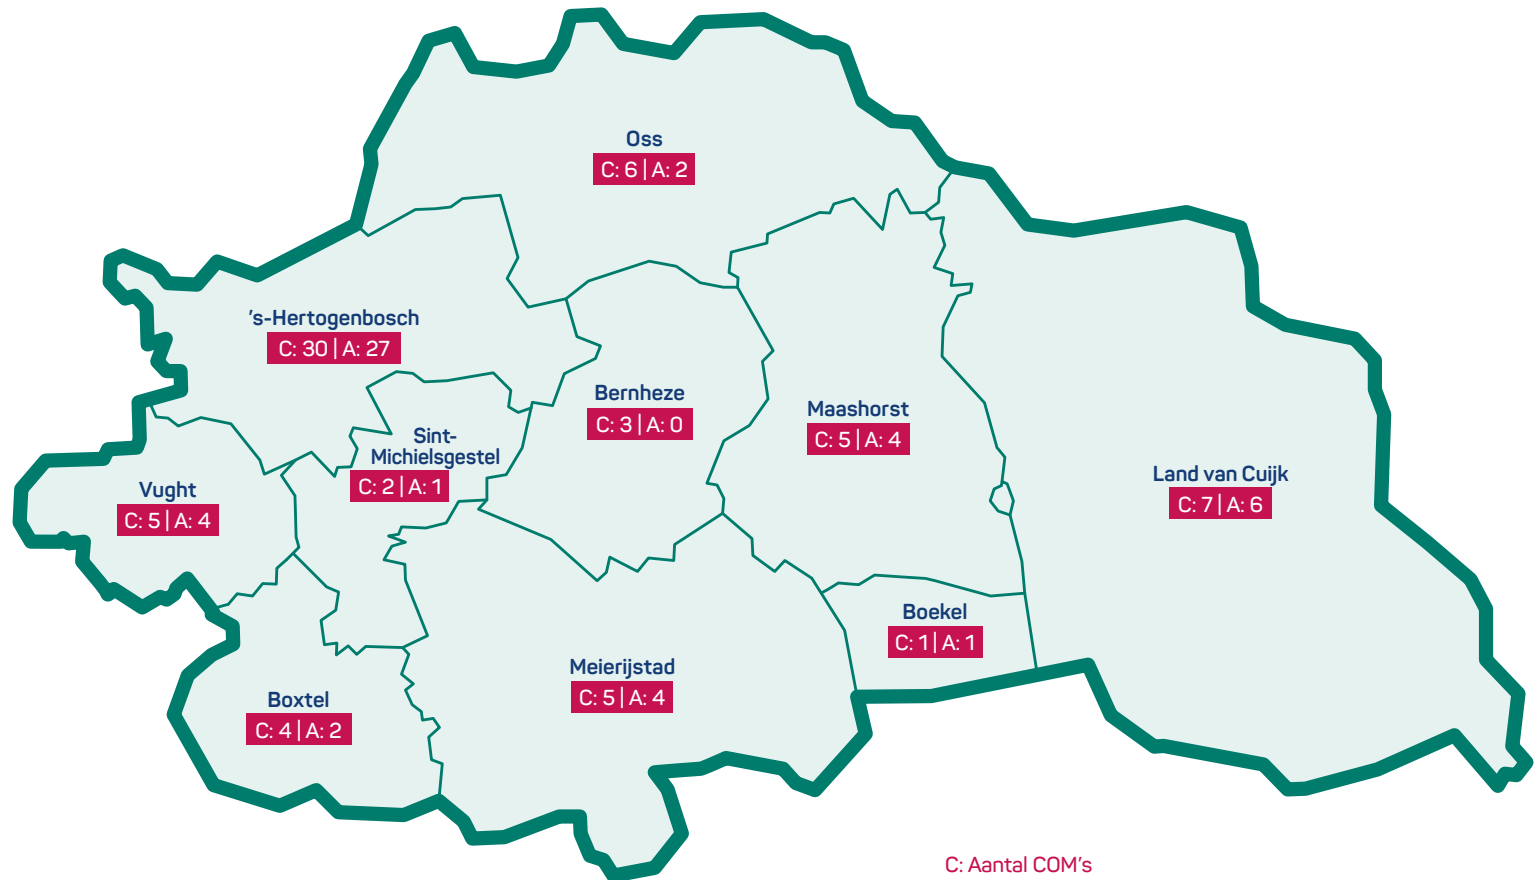 Oss
C: 6 | A: 2
's-Hertogenbosch
C: 30 | A: 27
Bernheze
C: 3 | A: 0
Maashorst
C: 5 | A: 4
Sint-
Michielsgestel
C: 2 | A: 1
Land van Cuijk
C: 7 | A: 6
Vught
C: 5 | A: 4
Boekel
C: 1 | A: 1
Meierijstad
C: 5 | A: 4
Boxtel
C: 4 | A: 2
C: Aantal COM's